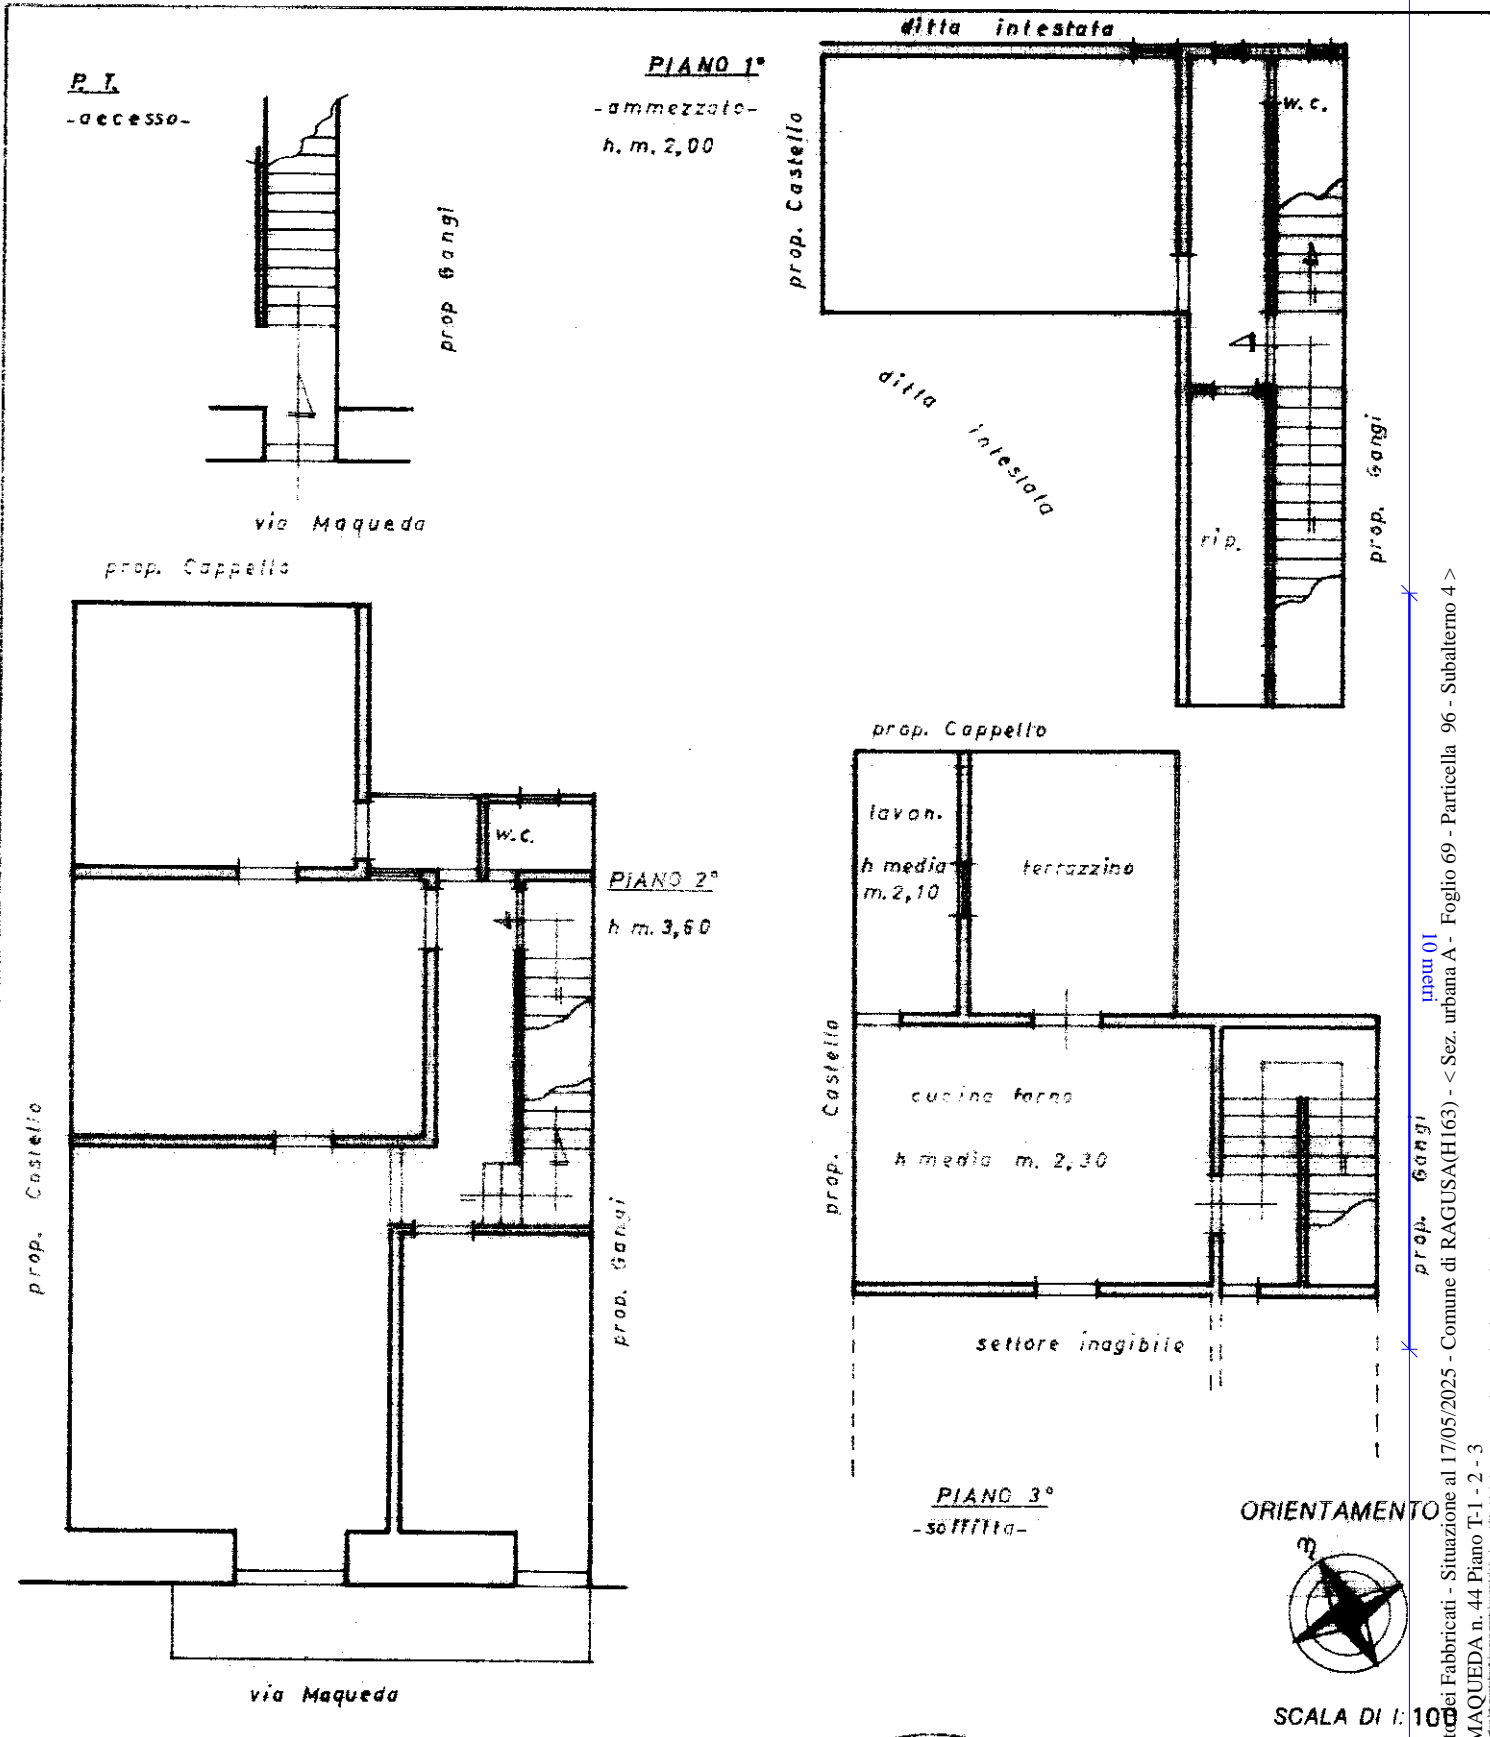 P. T.
-accesso-
prop Gangi
via Maqueda
PIANO 1°
-ammezzato-
h. m. 2,00
ditta intestata
prop. Castello
w.c.
ditta intestata
rip.
prop. Gangi
prop. Cappello
w.c.
PIANO 2°
h m. 3,60
prop. Castello
prop. Gangi
via Maqueda
prop. Cappello
lavan.
h media
m. 2,10
terrazzino
prop. Castello
cucina forno
h media m. 2,30
prop. Gangi
settore inagibile
PIANO 3°
-soffitta-
ORIENTAMENTO
SCALA DI 1: 100
10 metri
dei Fabbricati - Situazione al 17/05/2025 - Comune di RAGUSA(H163) - < Sez. urbana A - Foglio 69 - Particella 96 - Subalterno 4 >
MAQUEDA n. 44 Piano T-1 - 2 - 3